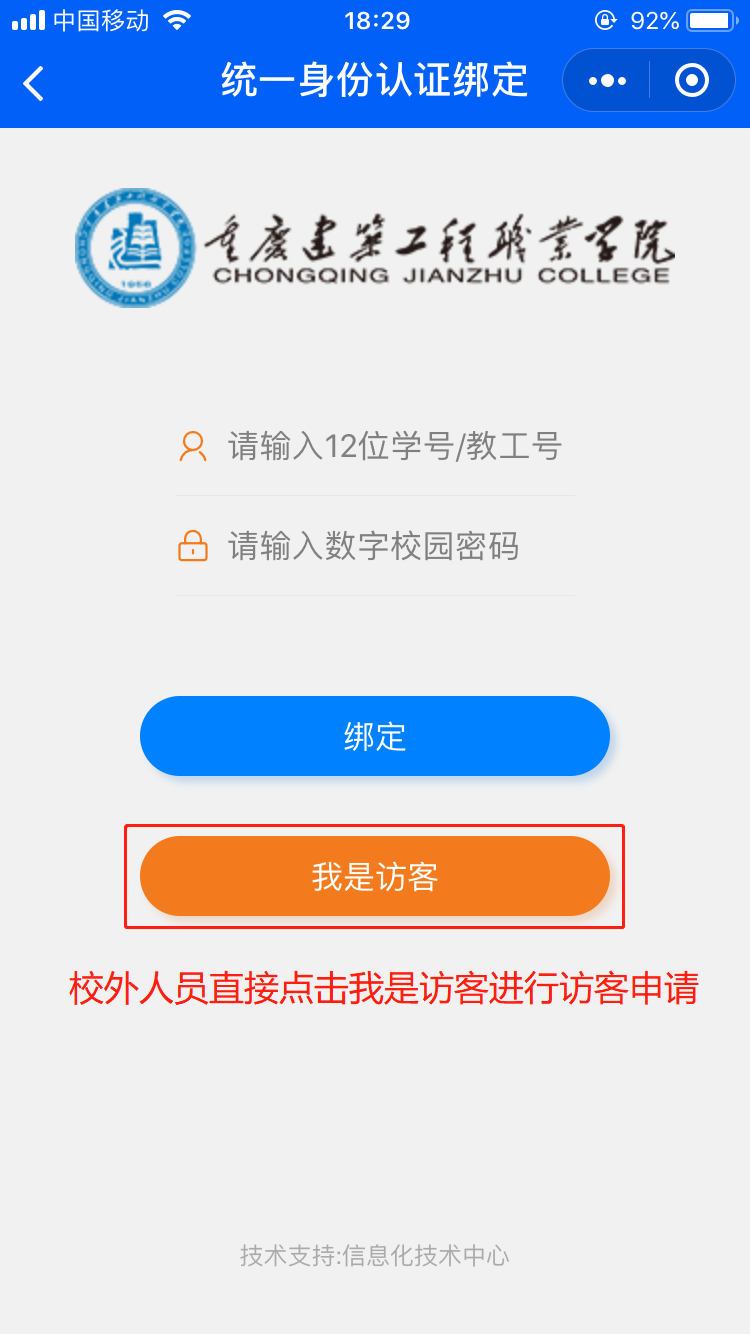 中国移动 18:29 92%
统一身份认证绑定
重庆建筑工程職業学院
CHONGQING JIANZHU COLLEGE
1956
请输入12位学号/教工号
请输入数字校园密码
绑定
我是访客
校外人员直接点击我是访客进行访客申请
技术支持:信息化技术中心